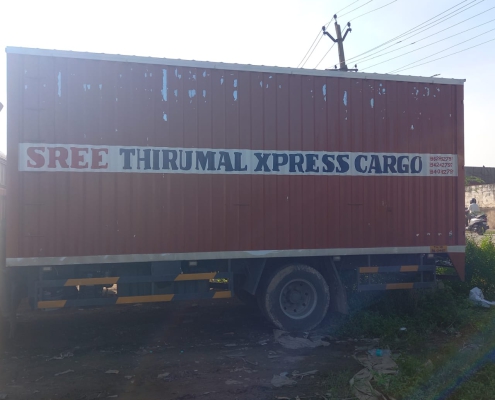 SREE THIRUMAL XPRESS CARGO